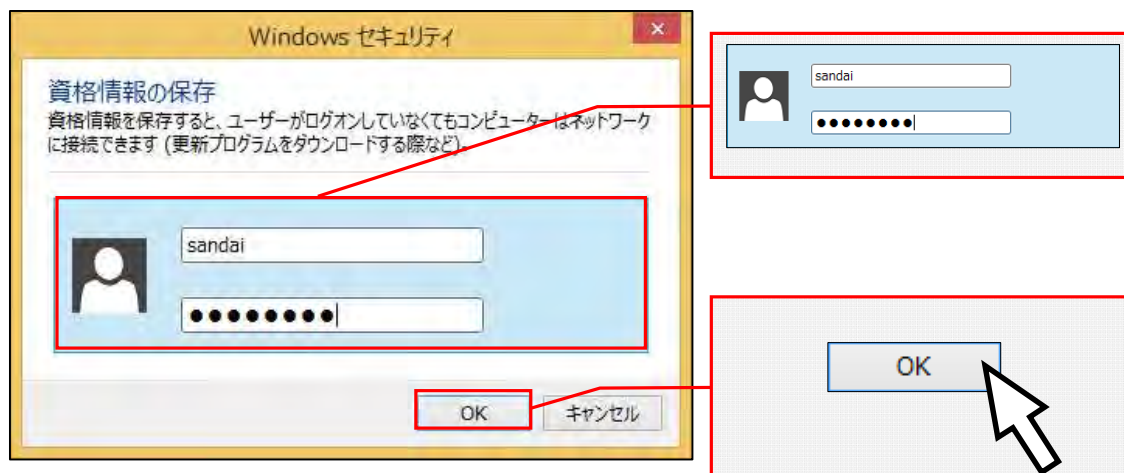 Windows セキュリティ
資格情報の保存
資格情報を保存すると、ユーザーがログオンしていなくてもコンピューターはネットワーク
に接続できます (更新プログラムをダウンロードする際など)。
sandai
●●●●●●●●
OK
キャンセル
sandai
●●●●●●●●
OK